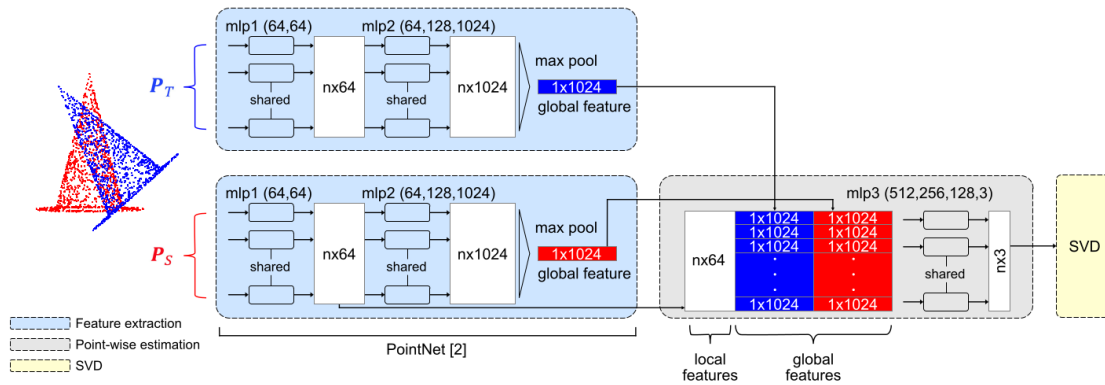 mlp1 (64,64) mlp2 (64,128,1024)
P_T
shared
nx64
shared
nx1024
max pool
1x1024
global feature
mlp1 (64,64) mlp2 (64,128,1024)
P_S
shared
nx64
shared
nx1024
max pool
1x1024
global feature
mlp3 (512,256,128,3)
nx64
1x1024 1x1024
1x1024 1x1024
1x1024 1x1024
1x1024 1x1024
shared
nx3
SVD
Feature extraction
Point-wise estimation
SVD
PointNet [2]
local
features
global
features